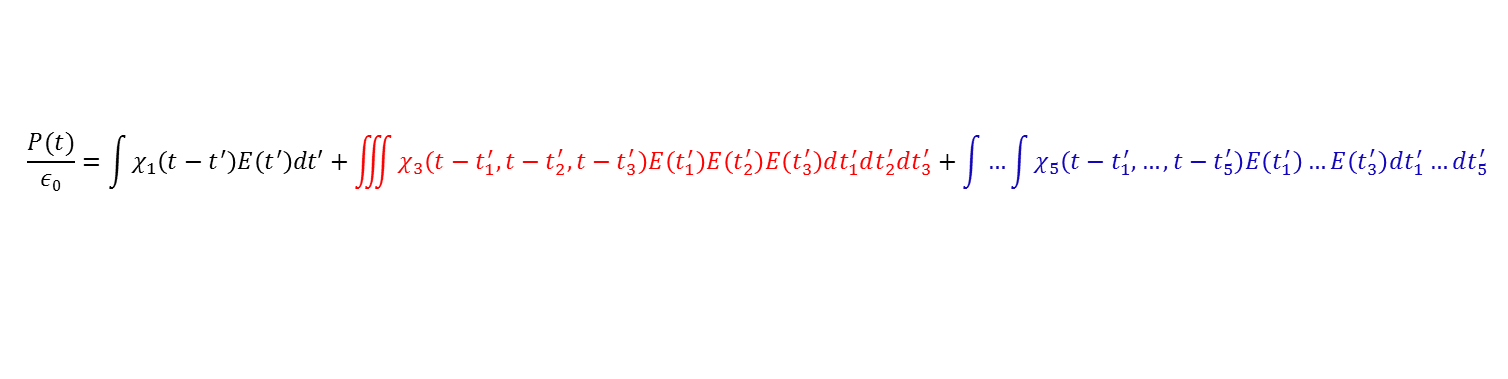 P(t)/ϵ₀ = ∫ χ₁(t − t′)E(t′)dt′ + ∭ χ₃(t − t′₁, t − t′₂, t − t′₃)E(t′₁)E(t′₂)E(t′₃)dt′₁dt′₂dt′₃ + ∫ … ∫ χ₅(t − t′₁, …, t − t′₅)E(t′₁) … E(t′₃)dt′₁ … dt′₅